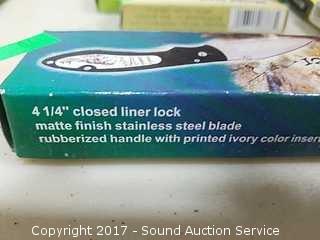 4 1/4" closed liner lock
matte finish stainless steel blade
rubberized handle with printed ivory color insert
Copyright 2017 - Sound Auction Service